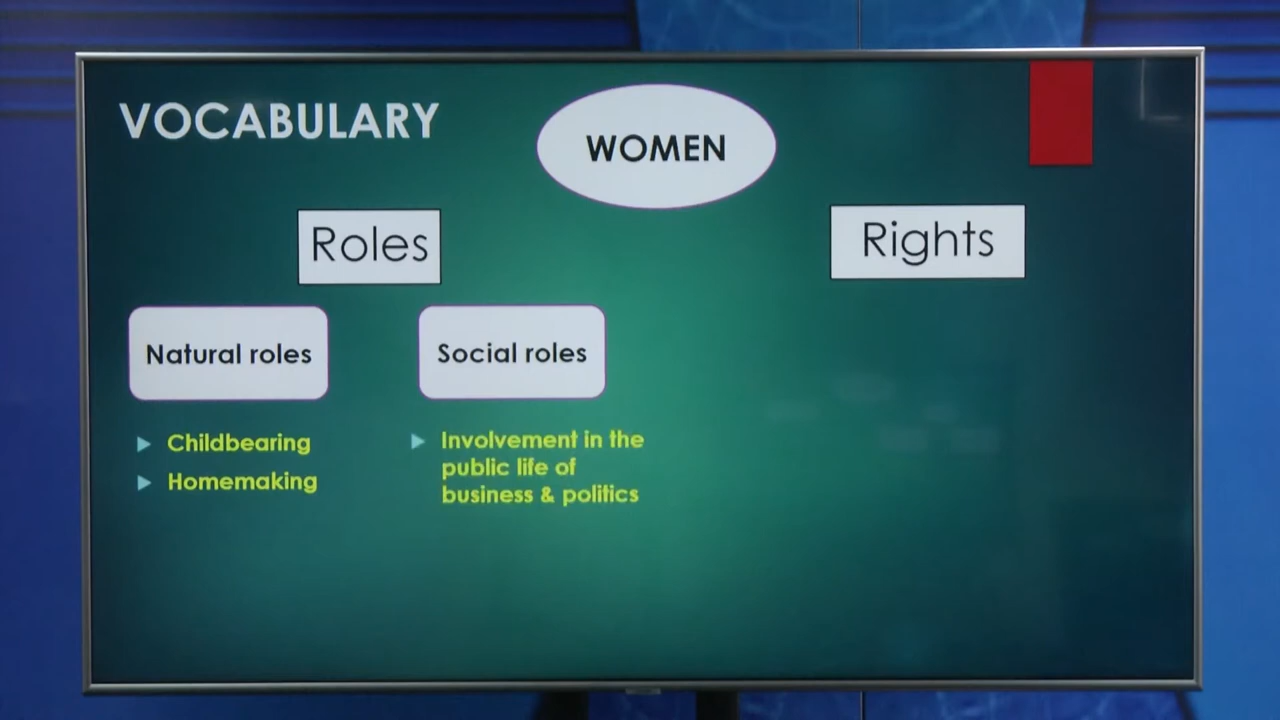 VOCABULARY
WOMEN
Roles
Rights
Natural roles
Social roles
Childbearing
Homemaking
Involvement in the
public life of
business & politics